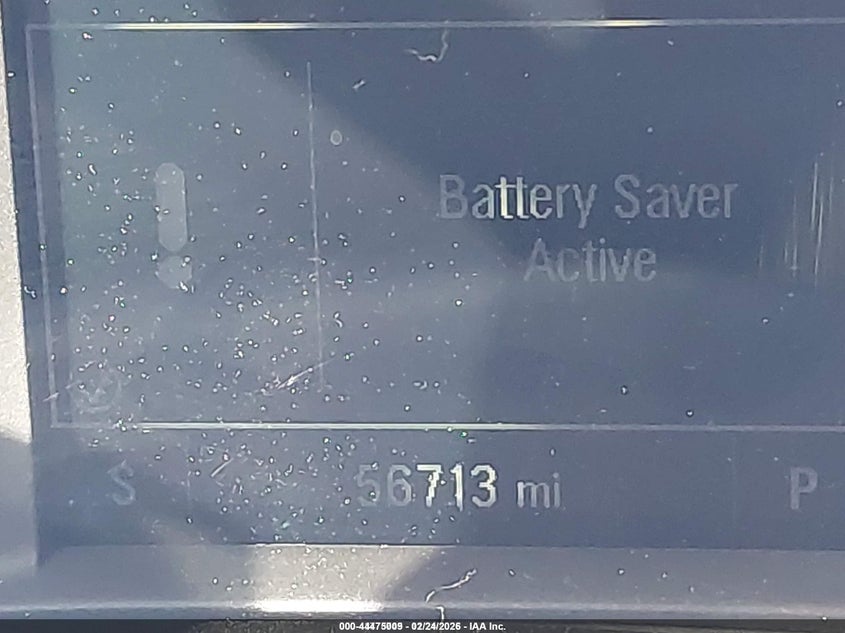 Battery Saver
Active
S 56713 mi P
000-44475009 - 02/24/2026 - IAA Inc.